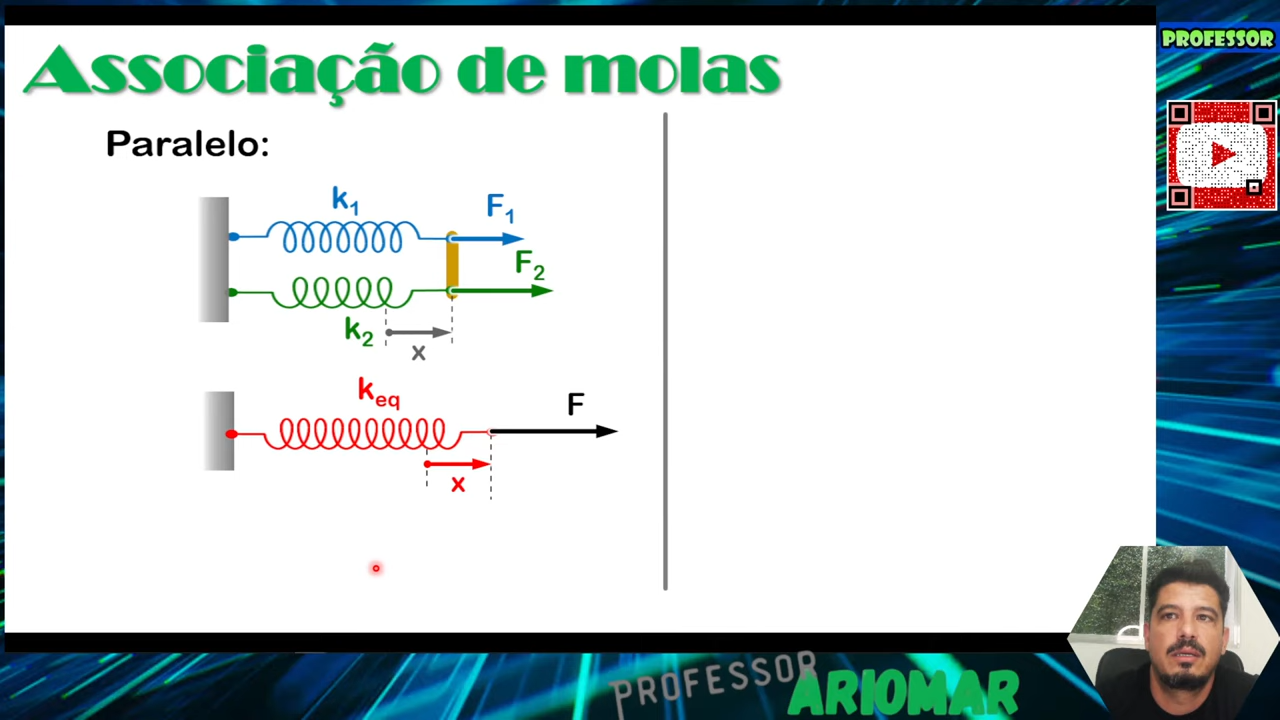 Associação de molas
PROFESSOR
Paralelo:
k1
F1
F2
k2
x
keq
F
x
PROFESSOR
ARIOMAR